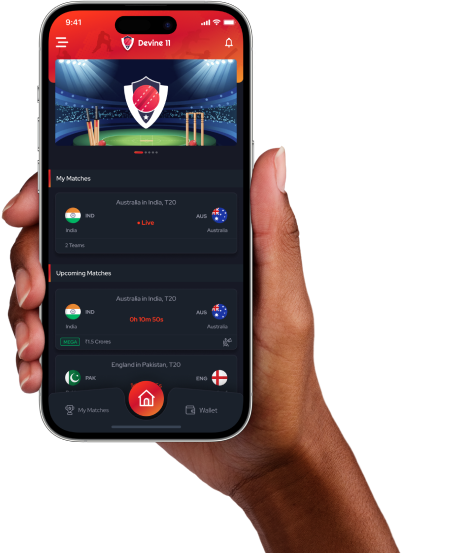 9:41
Devine 11
My Matches
Australia in India, T20
IND
AUS
• Live
India
Australia
2 Teams
Upcoming Matches
Australia in India, T20
IND
AUS
0h 10m 50s
India
Australia
MEGA
₹1.5 Crores
England in Pakistan, T20
PAK
ENG
My Matches
Wallet